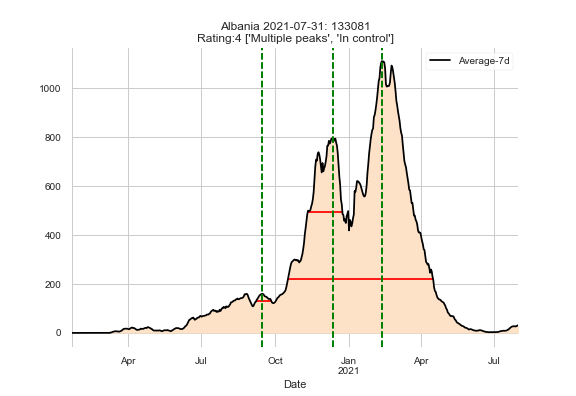 Albania 2021-07-31: 133081
Rating:4 ['Multiple peaks', 'In control']
Average-7d
1000
800
600
400
200
0
Apr Jul Oct Jan Apr Jul
2021
Date